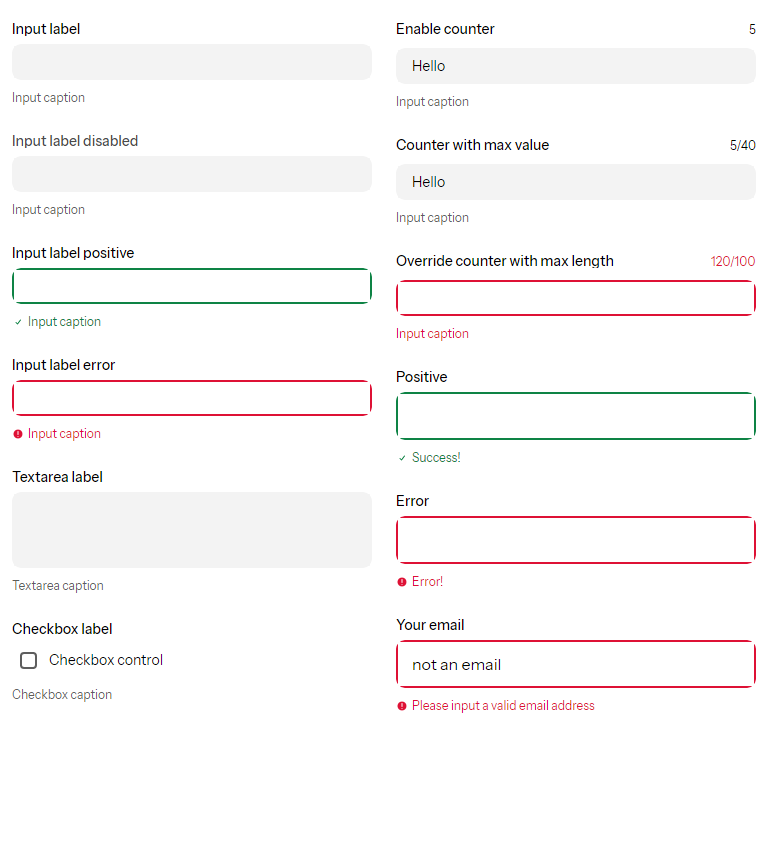 Input label
Input caption
Input label disabled
Input caption
Input label positive
Input caption
Input label error
Input caption
Textarea label
Textarea caption
Checkbox label
Checkbox control
Checkbox caption
Enable counter 5
Hello
Input caption
Counter with max value 5/40
Hello
Input caption
Override counter with max length 120/100
Input caption
Positive
Success!
Error
Error!
Your email
not an email
Please input a valid email address